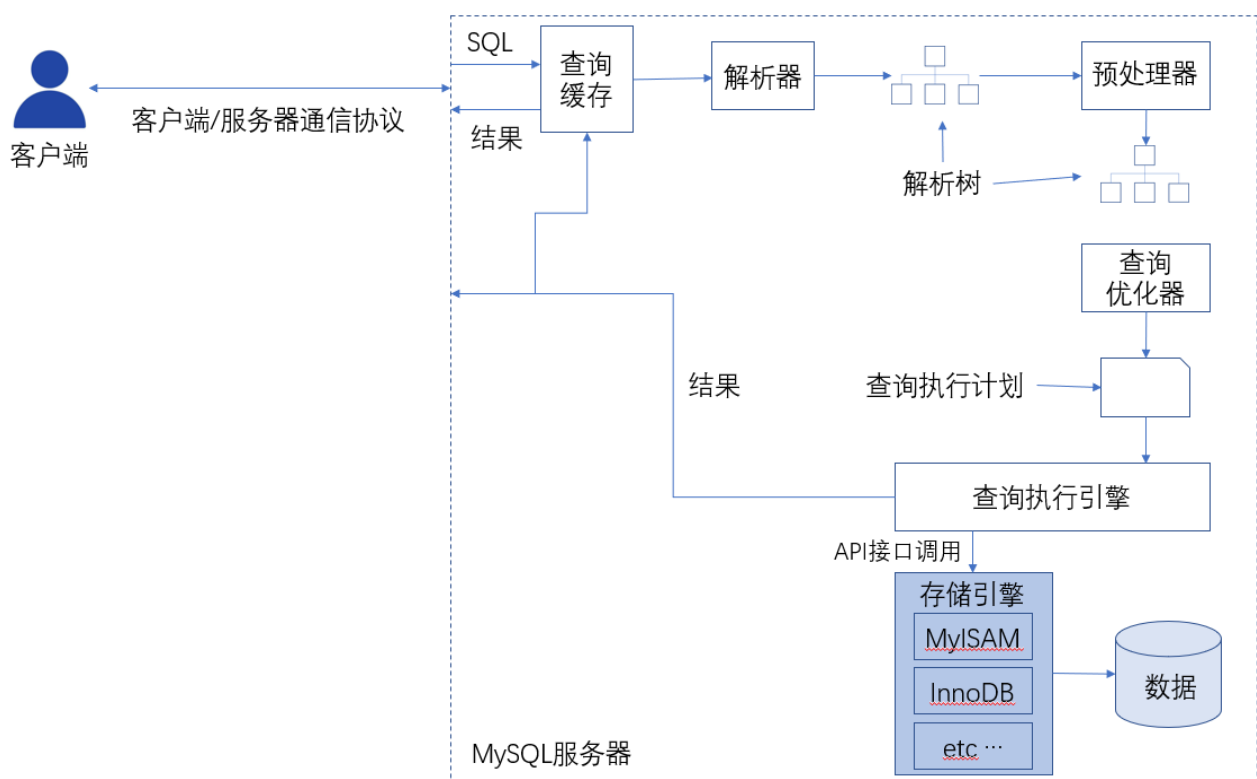 SQL
查询
缓存
解析器
预处理器
客户端/服务器通信协议
结果
客户端
解析树
查询
优化器
结果
查询执行计划
查询执行引擎
API接口调用
存储引擎
MyISAM
InnoDB
数据
etc …
MySQL服务器